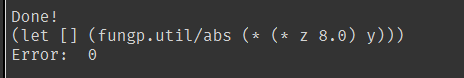 Done!
(let [] (fungp.util/abs (* (* z 8.0) y)))
Error:  0